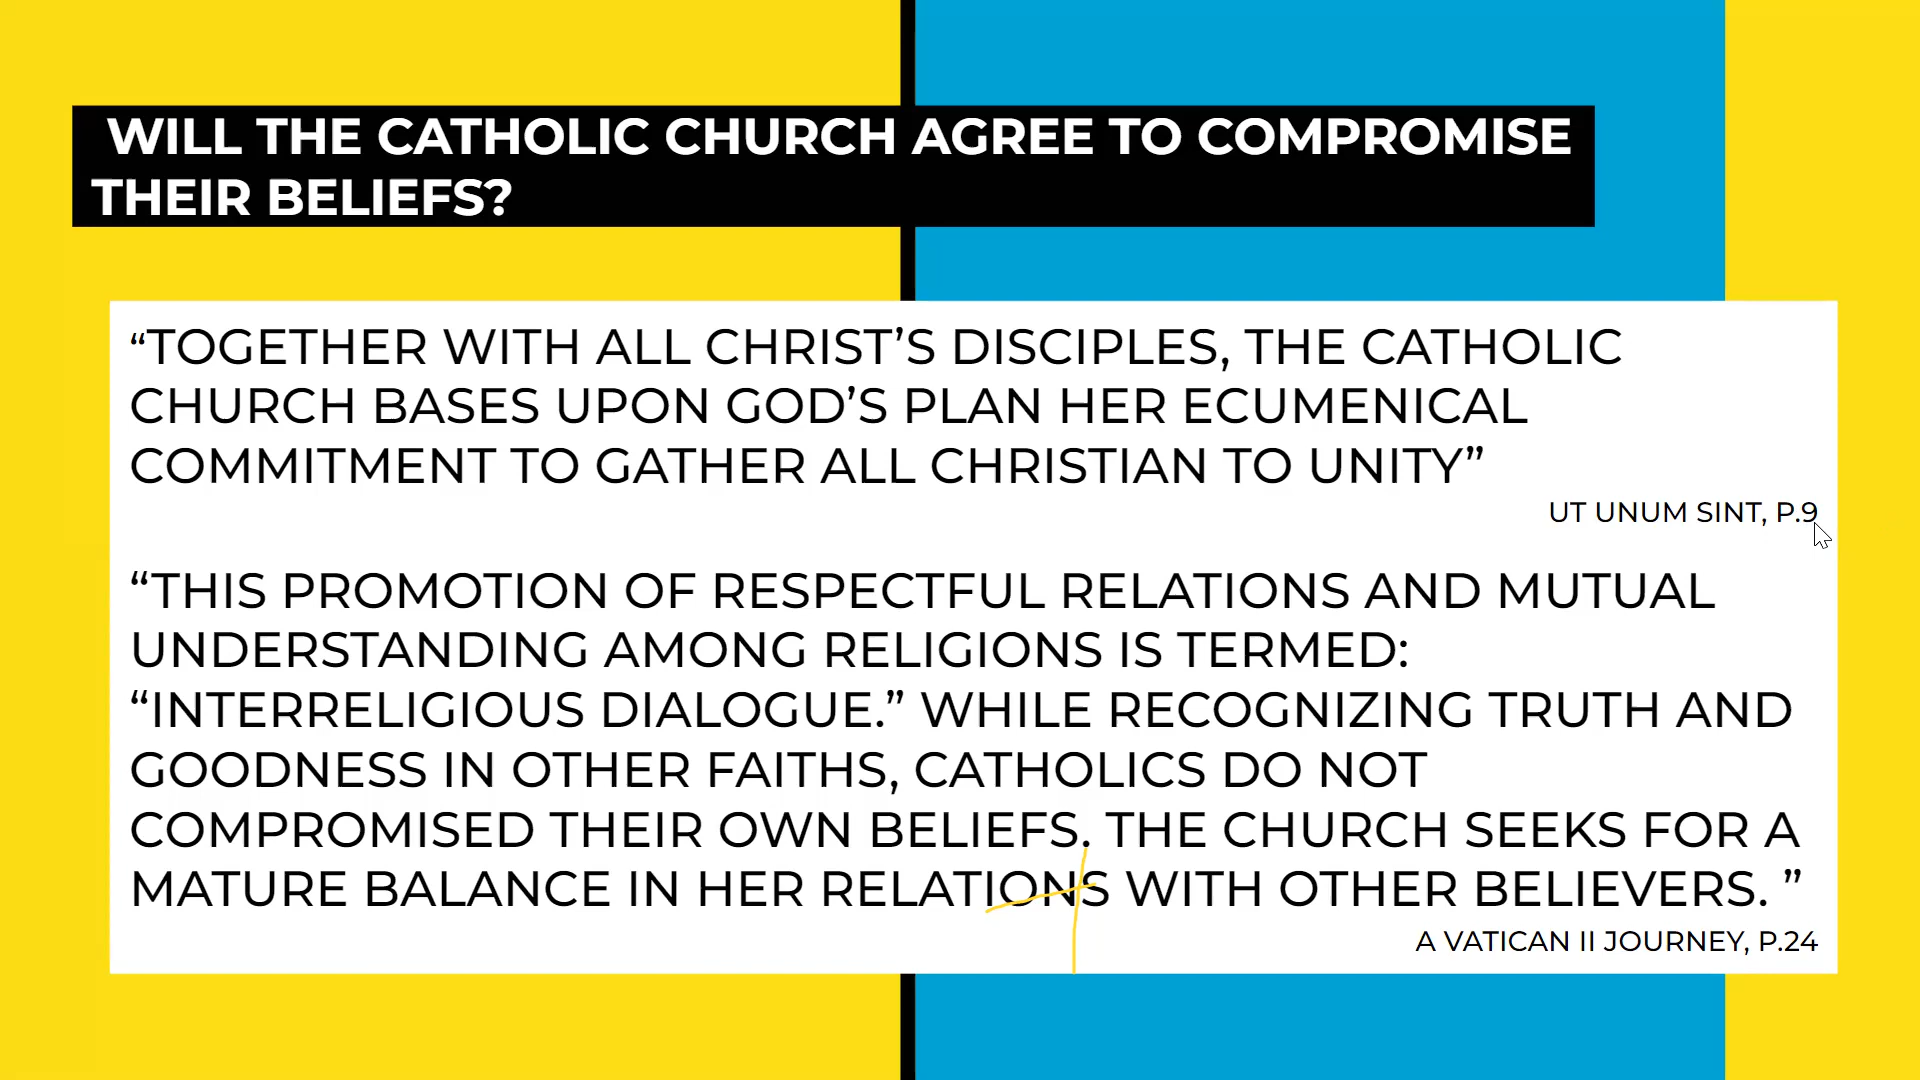 WILL THE CATHOLIC CHURCH AGREE TO COMPROMISE
THEIR BELIEFS?
“TOGETHER WITH ALL CHRIST’S DISCIPLES, THE CATHOLIC
CHURCH BASES UPON GOD’S PLAN HER ECUMENICAL
COMMITMENT TO GATHER ALL CHRISTIAN TO UNITY”
UT UNUM SINT, P.9
“THIS PROMOTION OF RESPECTFUL RELATIONS AND MUTUAL
UNDERSTANDING AMONG RELIGIONS IS TERMED:
“INTERRELIGIOUS DIALOGUE.” WHILE RECOGNIZING TRUTH AND
GOODNESS IN OTHER FAITHS, CATHOLICS DO NOT
COMPROMISED THEIR OWN BELIEFS. THE CHURCH SEEKS FOR A
MATURE BALANCE IN HER RELATIONS WITH OTHER BELIEVERS. ”
A VATICAN II JOURNEY, P.24